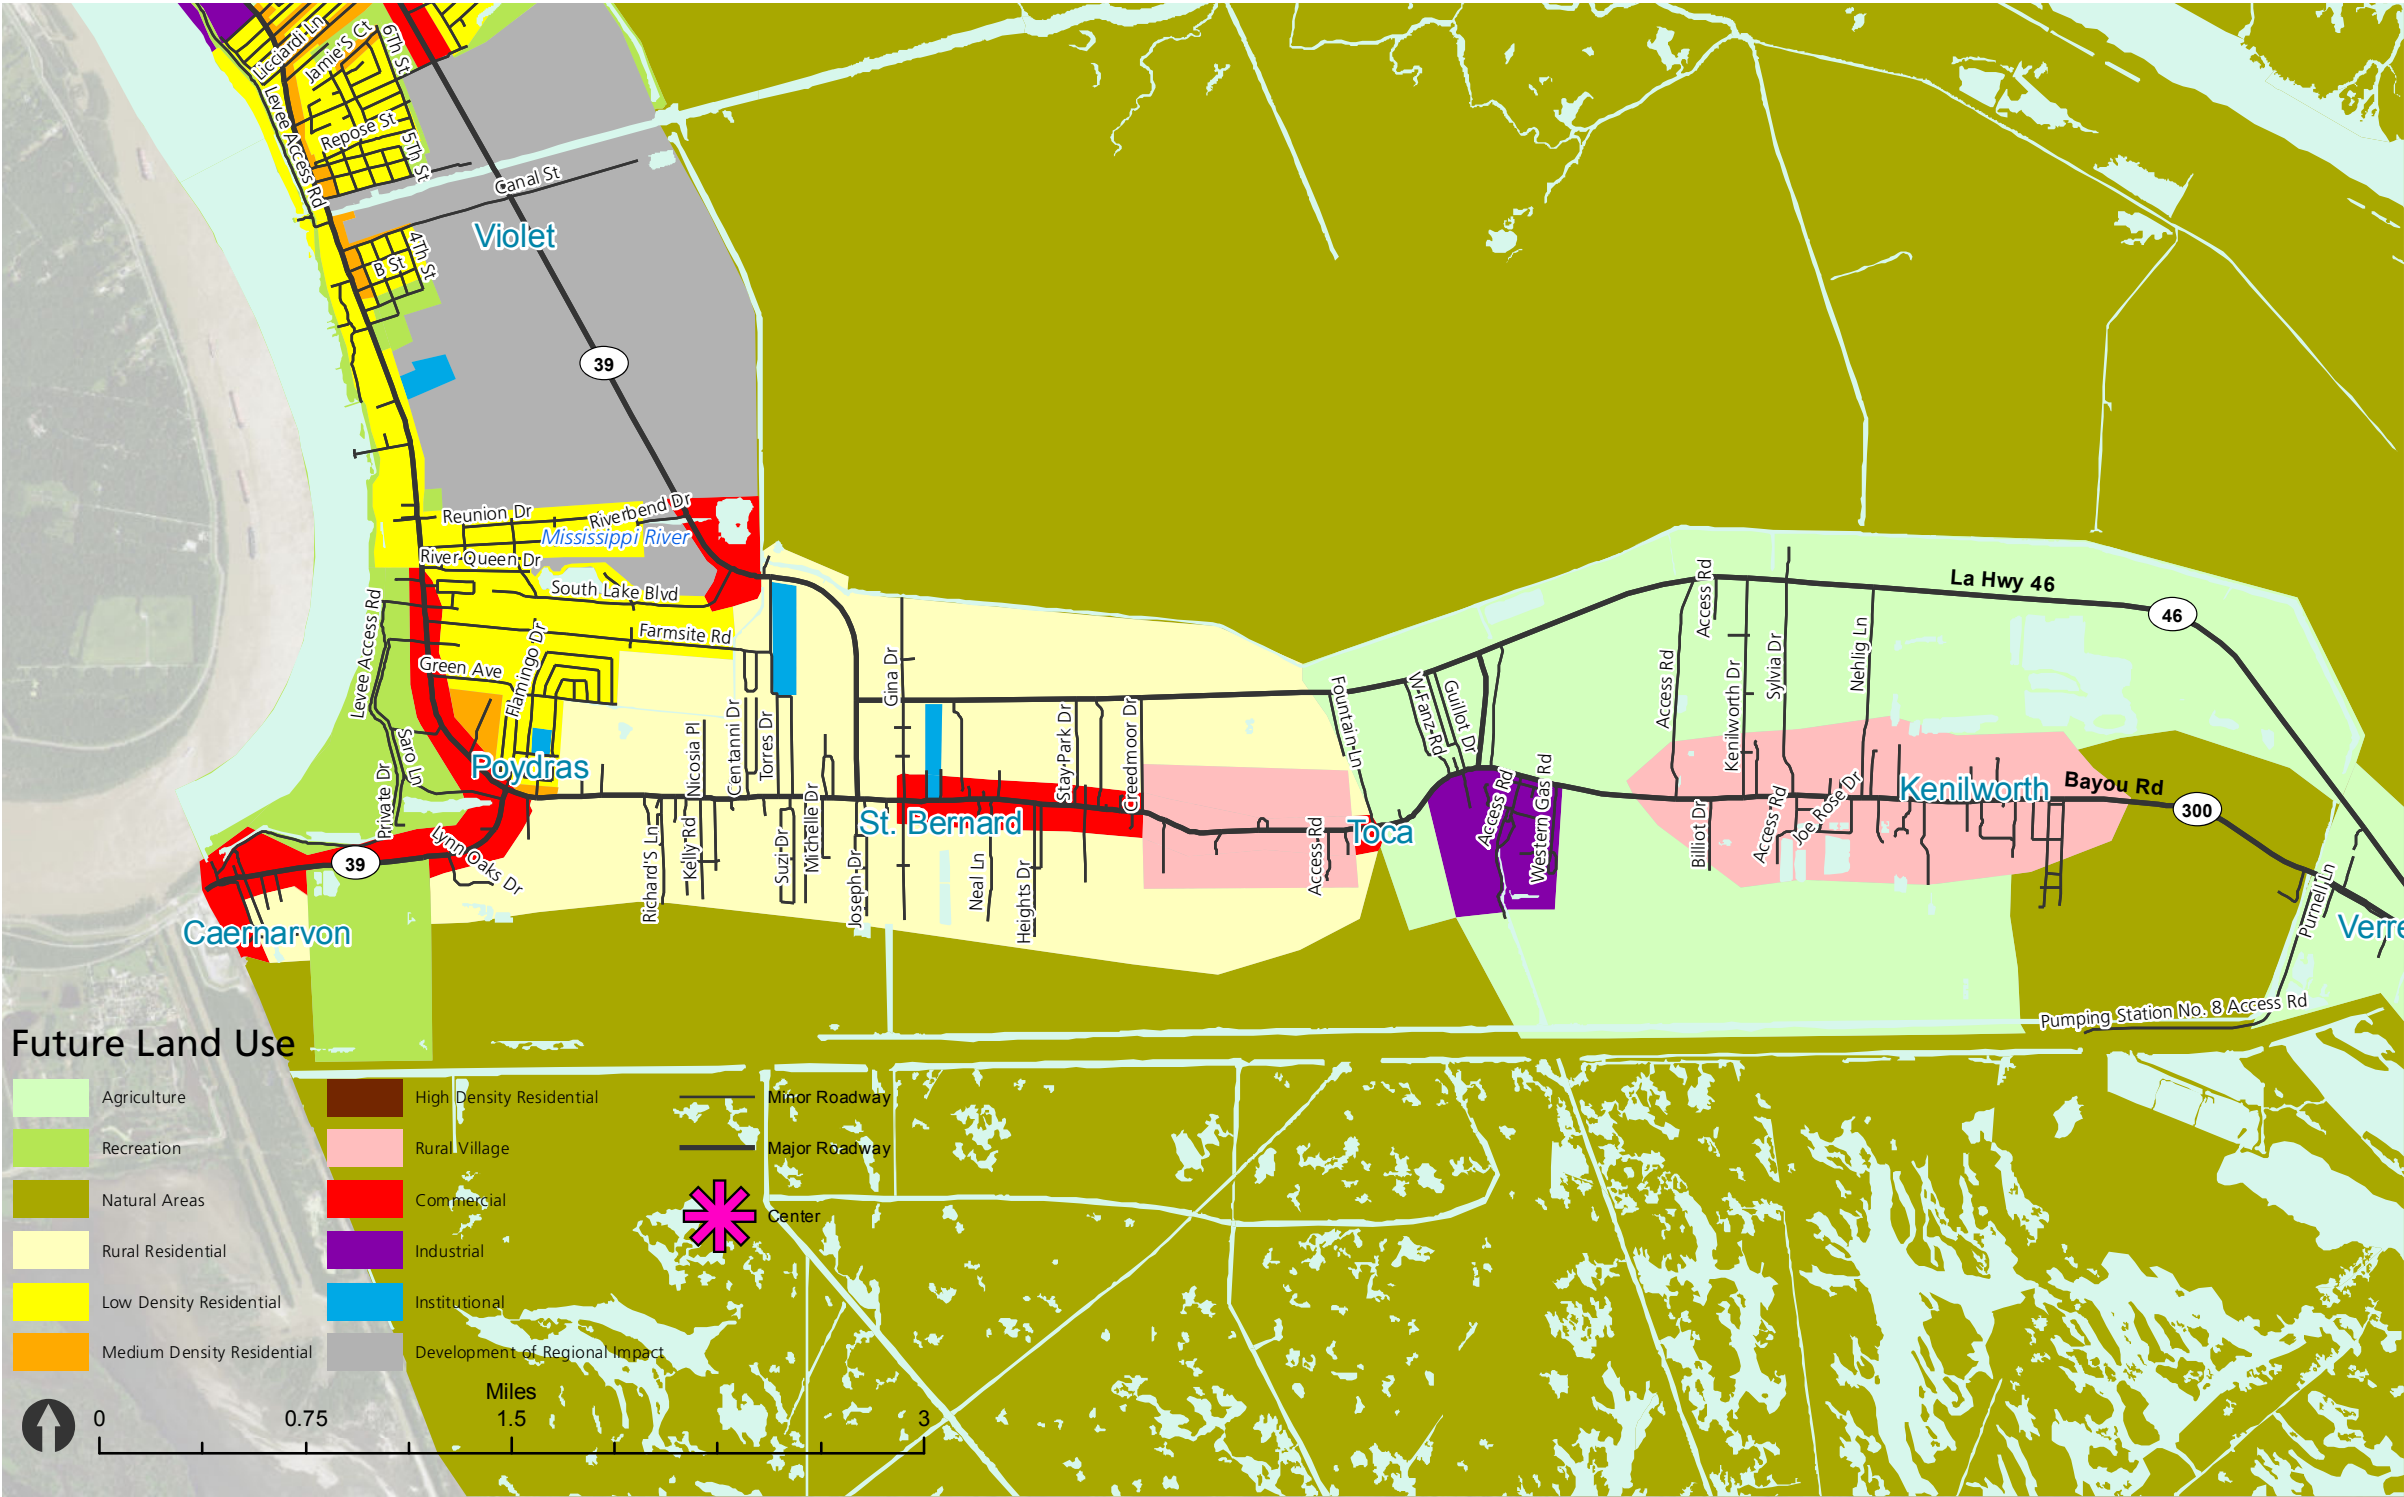 Licciardi Ln
Jamie'S Ct
6Th St
Levee Access Rd
Repose St
5Th St
Canal St
Violet
4Th St
B St
39
Reunion Dr
Riverbend Dr
Mississippi River
River Queen Dr
South Lake Blvd
Levee Access Rd
Farmsite Rd
Green Ave
Flamingo Dr
Saro Ln
Private Dr
Poydras
Lynn Oaks Dr
39
Caernarvon
Nicosia Pl
Centanni Dr
Torres Dr
Richard'S Ln
Kelly Rd
Suzi Dr
Michelle Dr
Joseph Dr
Gina Dr
St. Bernard
Neal Ln
Heights Dr
Stay Park Dr
Creedmoor Dr
Access Rd
Fountain Ln
Toca
W Fanz Rd
Guillot Dr
Access Rd
Western Gas Rd
Access Rd
Access Rd
Kenilworth Dr
Sylvia Dr
Nehlig Ln
La Hwy 46
46
Billiot Dr
Access Rd
Joe Rose Dr
Kenilworth
Bayou Rd
300
Purnell Ln
Verre
Pumping Station No. 8 Access Rd
Future Land Use
Agriculture
Recreation
Natural Areas
Rural Residential
Low Density Residential
Medium Density Residential
High Density Residential
Rural Village
Commercial
Industrial
Institutional
Development of Regional Impact
Minor Roadway
Major Roadway
Center
Miles
0 0.75 1.5 3